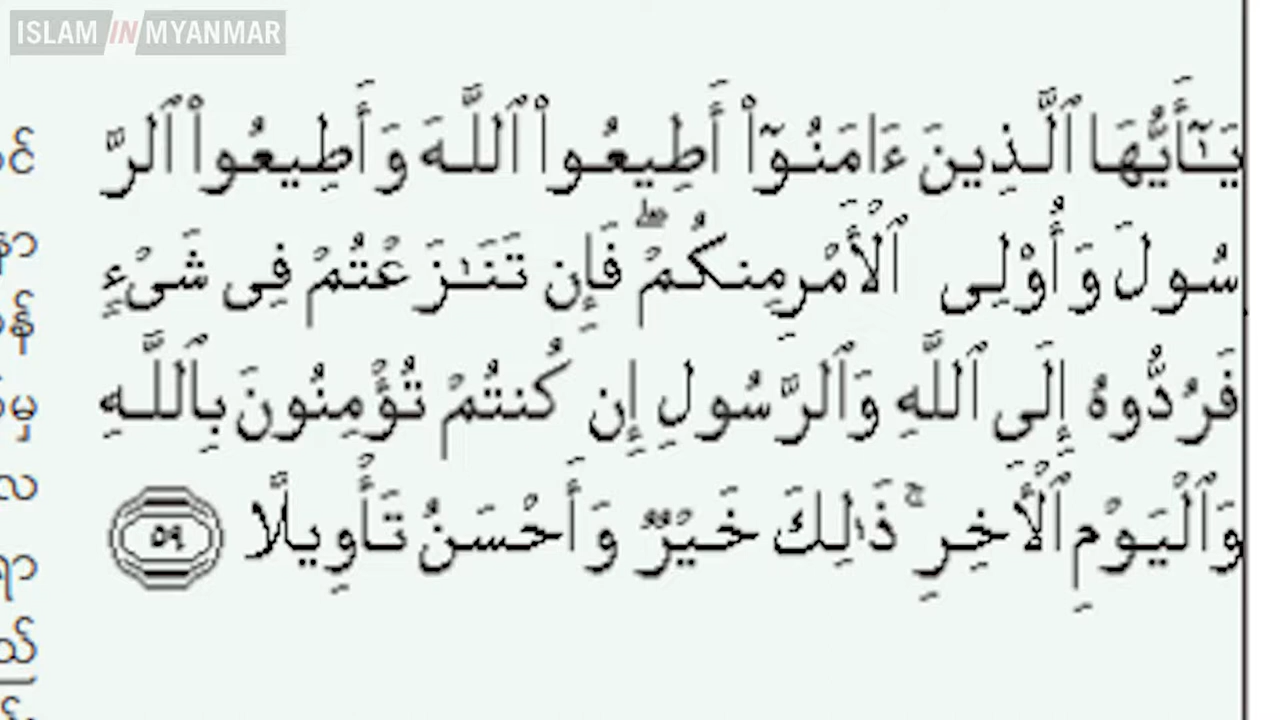 ISLAM IN MYANMAR
يَـٰٓأَيُّهَا ٱلَّذِينَ ءَامَنُوٓا۟ أَطِيعُوا۟ ٱللَّهَ وَأَطِيعُوا۟ ٱلرَّ
سُولَ وَأُو۟لِى ٱلْأَمْرِ مِنكُمْ ۖ فَإِن تَنَـٰزَعْتُمْ فِى شَىْءٍ
فَرُدُّوهُ إِلَى ٱللَّهِ وَٱلرَّسُولِ إِن كُنتُمْ تُؤْمِنُونَ بِٱللَّهِ
وَٱلْيَوْمِ ٱلْأَخِرِ ۚ ذَٰلِكَ خَيْرٌ وَأَحْسَنُ تَأْوِيلًا ٥٩